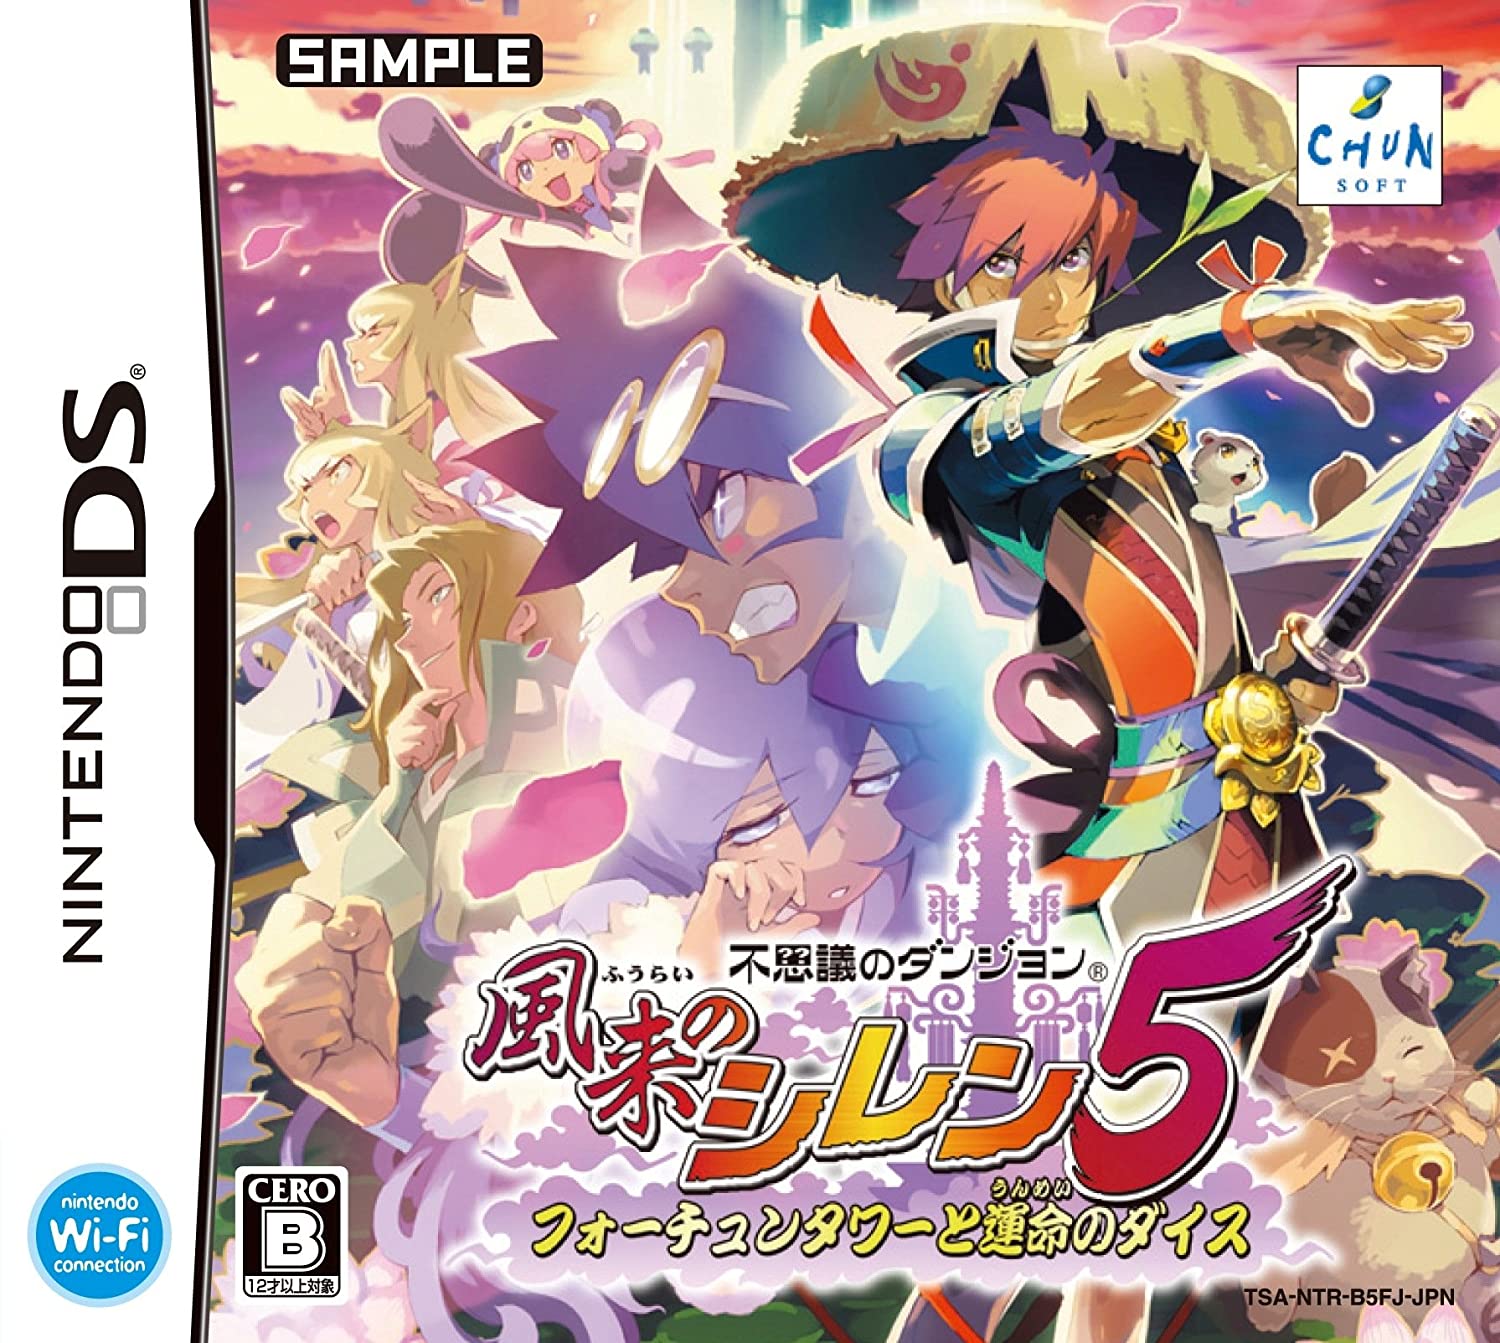 SAMPLE
CHUN
SOFT
NINTENDO DS®
不思議のダンジョン®
ふうらい
風来のシレン5
うんめい
フォーチュンタワーと運命のダイス
nintendo
Wi-Fi
connection
CERO
B
12才以上対象
TSA-NTR-B5FJ-JPN